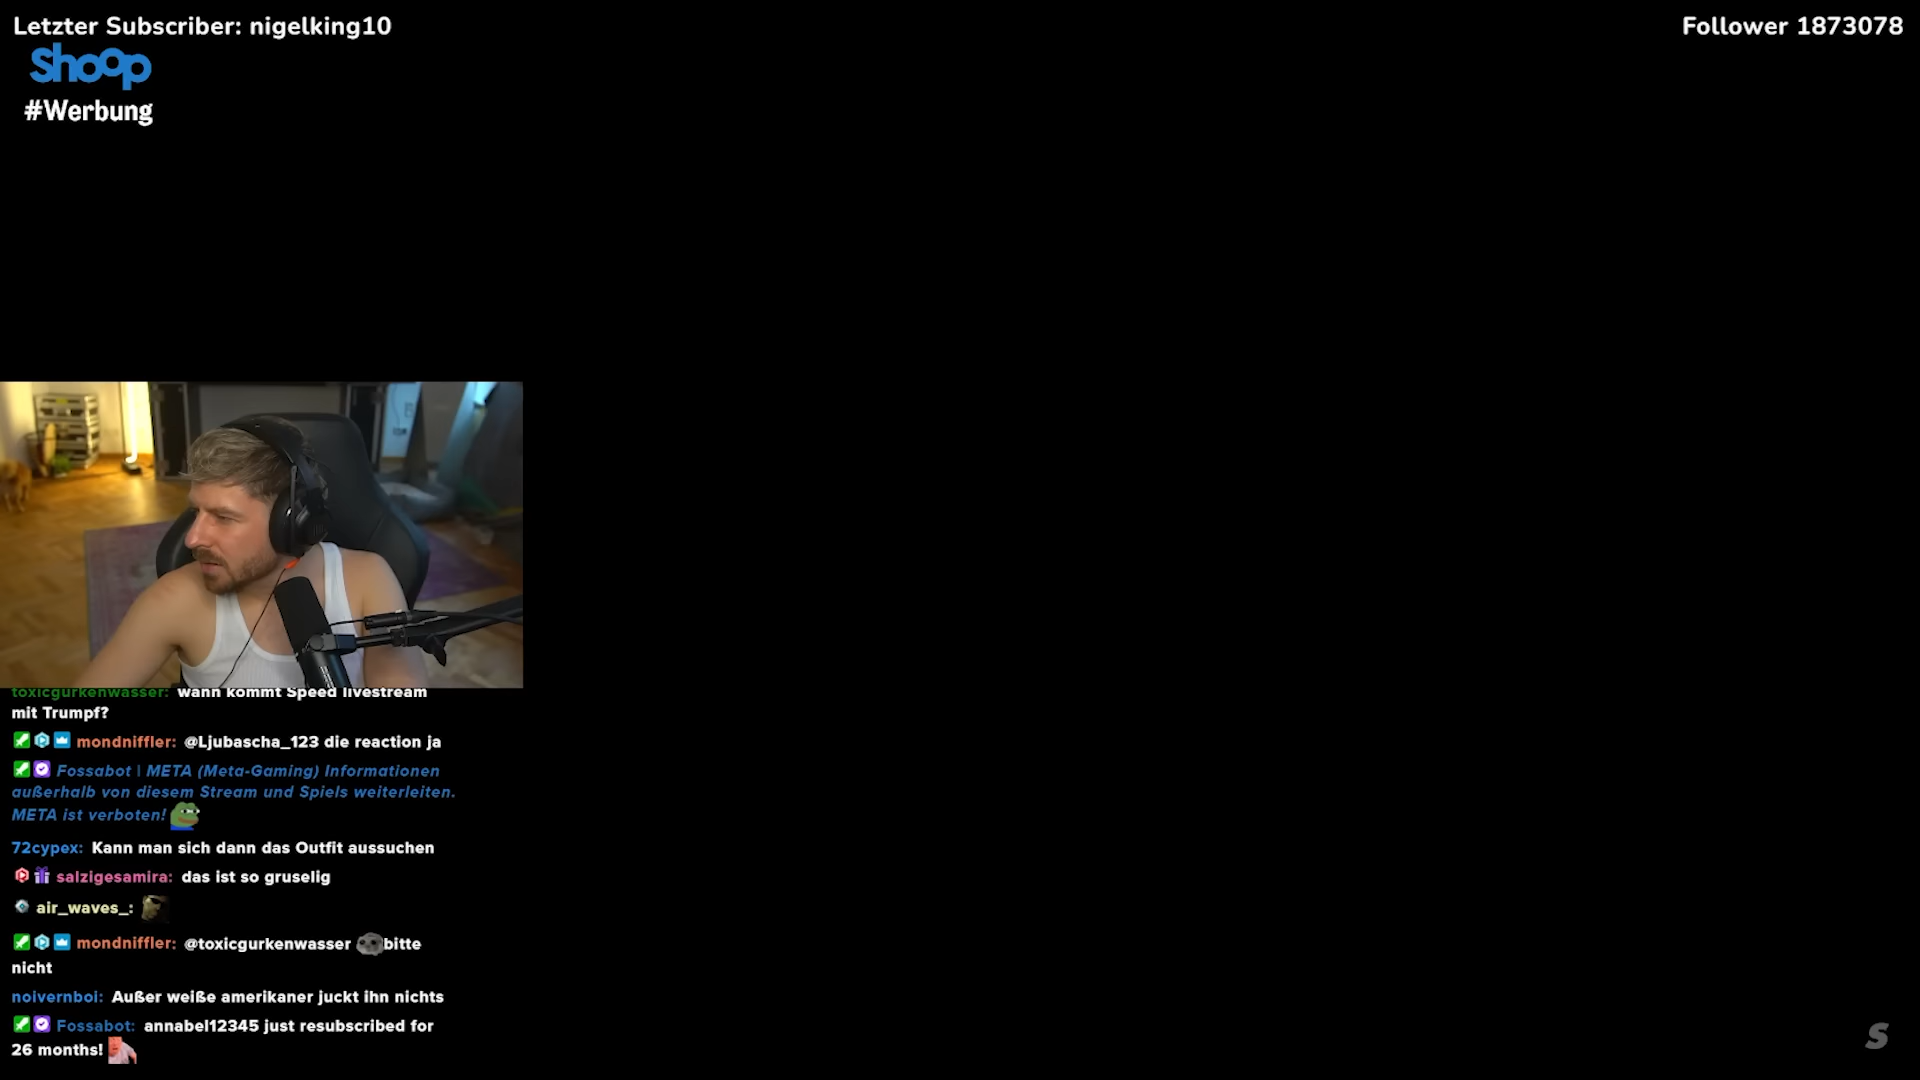 Letzter Subscriber: nigelking10
Follower 1873078
shoop
#Werbung
toxicgurkenwasser: wann kommt Speed livestream
mit Trumpf?
mondniffler: @Ljubascha_123 die reaction ja
Fossabot | META (Meta-Gaming) Informationen
außerhalb von diesem Stream und Spiels weiterleiten.
META ist verboten!
72cypex: Kann man sich dann das Outfit aussuchen
salzigesamira: das ist so gruselig
air_waves_:
mondniffler: @toxicgurkenwasser bitte
nicht
noivernboi: Außer weiße amerikaner juckt ihn nichts
Fossabot: annabel12345 just resubscribed for
26 months!
S